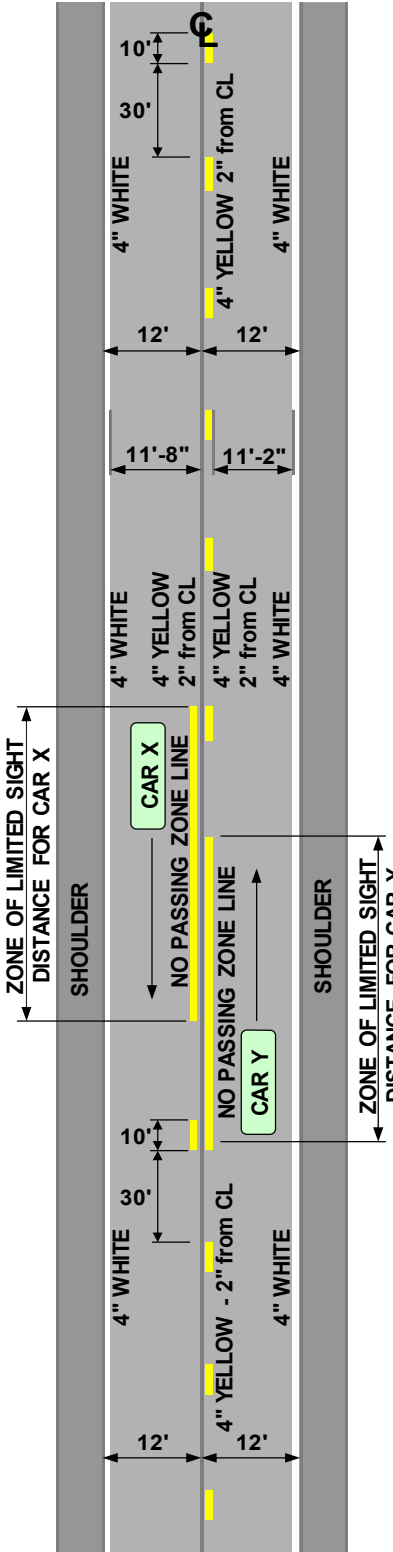 CL
10'
30'
4" WHITE
4" YELLOW 2" from CL
4" WHITE
12'
12'
11'-8"
11'-2"
4" WHITE
4" YELLOW
2" from CL
4" YELLOW
2" from CL
4" WHITE
ZONE OF LIMITED SIGHT
DISTANCE FOR CAR X
SHOULDER
CAR X
NO PASSING ZONE LINE
NO PASSING ZONE LINE
CAR Y
SHOULDER
ZONE OF LIMITED SIGHT
DISTANCE FOR CAR
10'
30'
4" WHITE
4" YELLOW - 2" from CL
4" WHITE
12'
12'